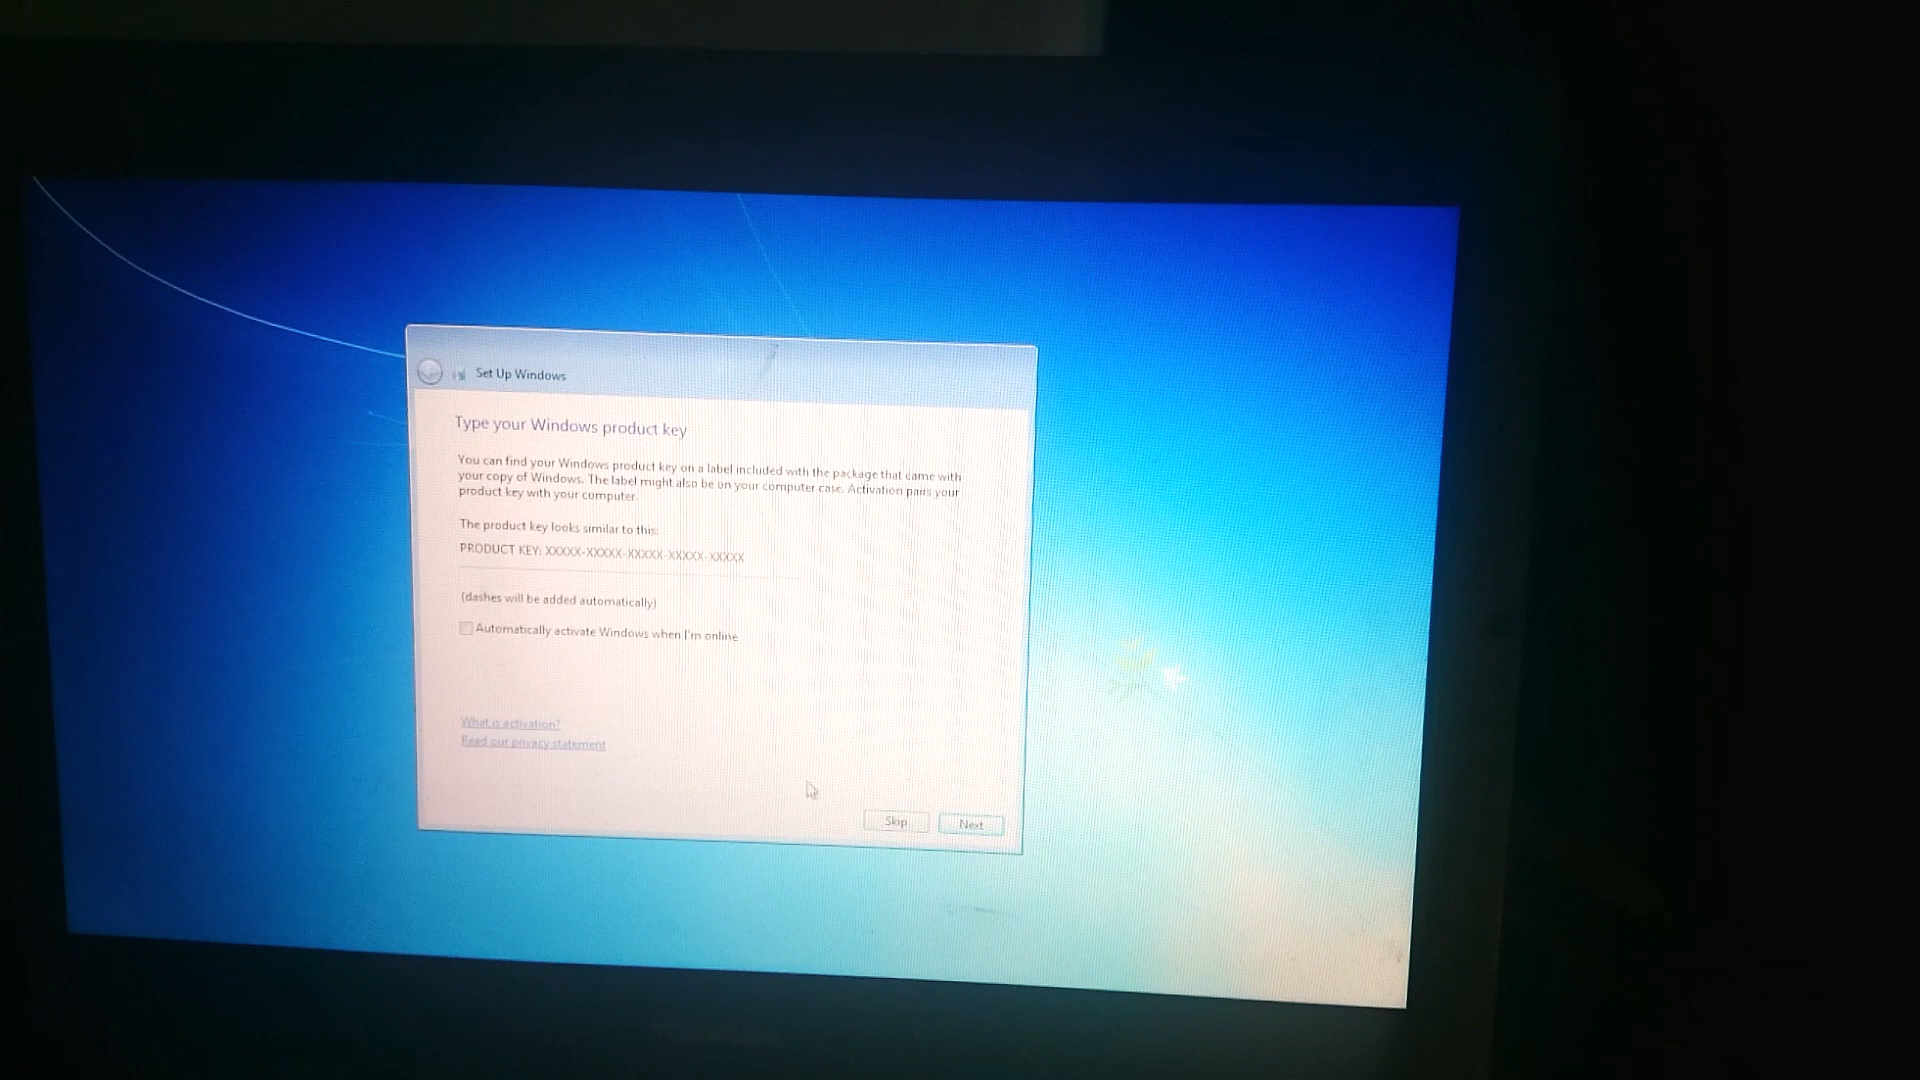 Set Up Windows
Type your Windows product key
You can find your Windows product key on a label included with the package that came with
your copy of Windows. The label might also be on your computer case. Activation pairs your
product key with your computer.
The product key looks similar to this:
PRODUCT KEY: XXXXX-XXXXX-XXXXX-XXXXX-XXXXX
(dashes will be added automatically)
Automatically activate Windows when I'm online
What is activation?
Read our privacy statement
Skip
Next